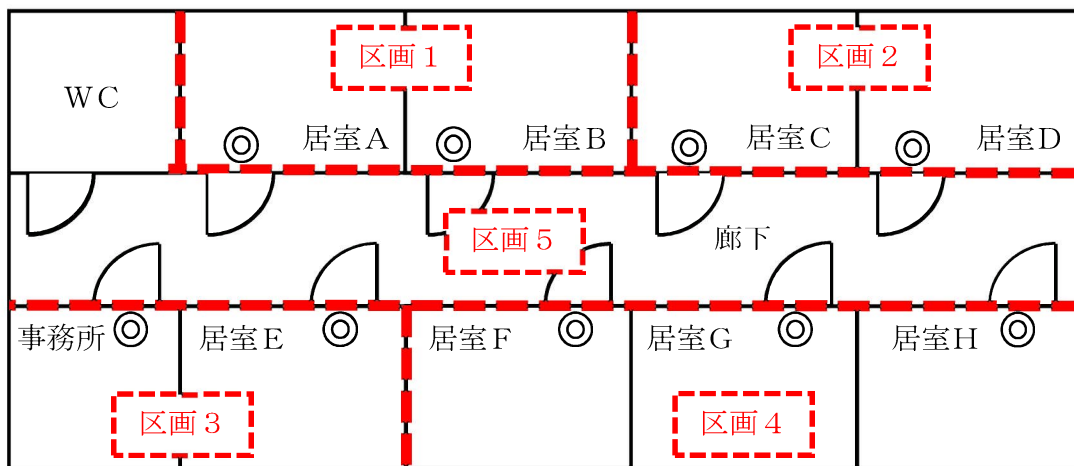 区画１
区画２
ＷＣ
居室Ａ
居室Ｂ
居室Ｃ
居室Ｄ
区画５
廊下
事務所
居室Ｅ
居室Ｆ
居室Ｇ
居室Ｈ
区画３
区画４